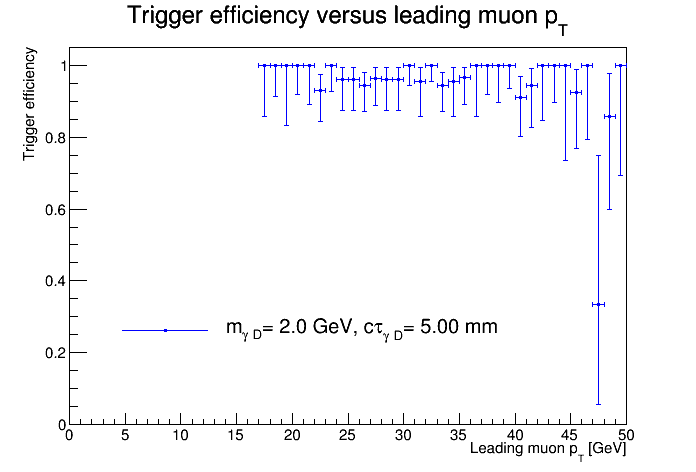 Trigger efficiency versus leading muon p_T
Trigger efficiency
1
0.8
0.6
0.4
0.2
0
m_γ D= 2.0 GeV, cτ_γ D= 5.00 mm
0 5 10 15 20 25 30 35 40 45 50
Leading muon p_T [GeV]